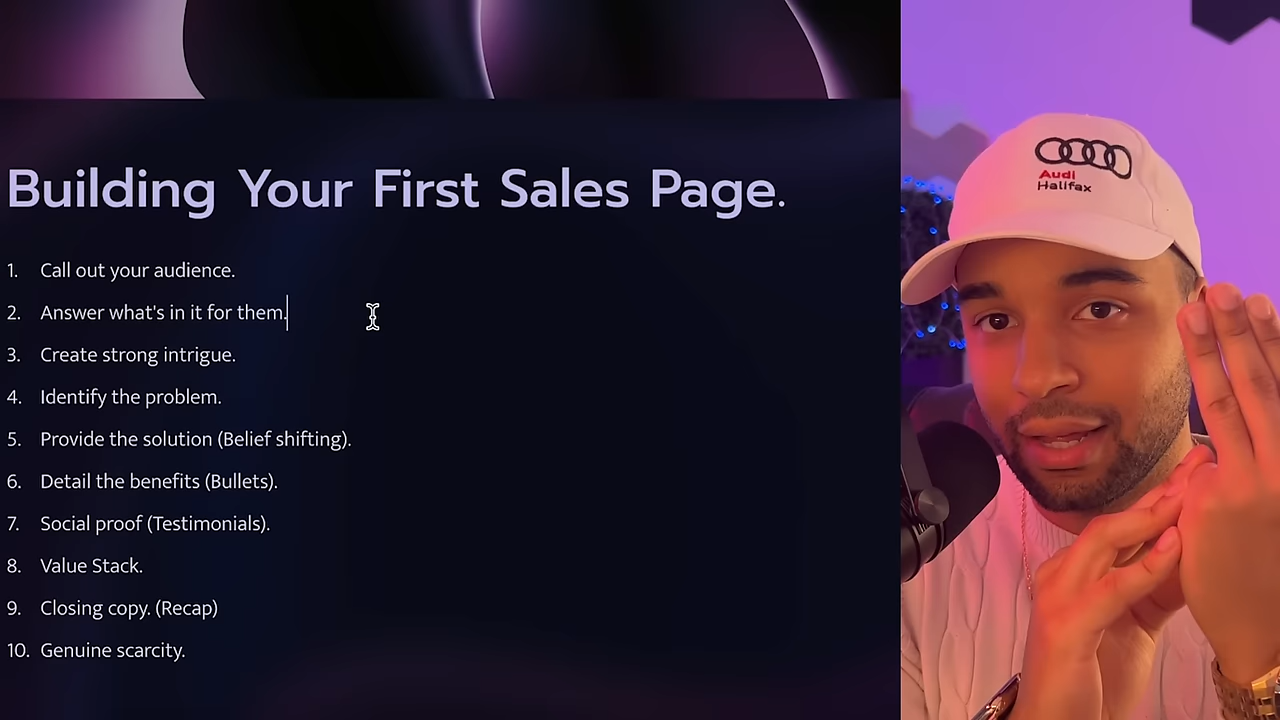 Building Your First Sales Page.
1. Call out your audience.
2. Answer what's in it for them.
3. Create strong intrigue.
4. Identify the problem.
5. Provide the solution (Belief shifting).
6. Detail the benefits (Bullets).
7. Social proof (Testimonials).
8. Value Stack.
9. Closing copy. (Recap)
10. Genuine scarcity.
Audi
Halifax